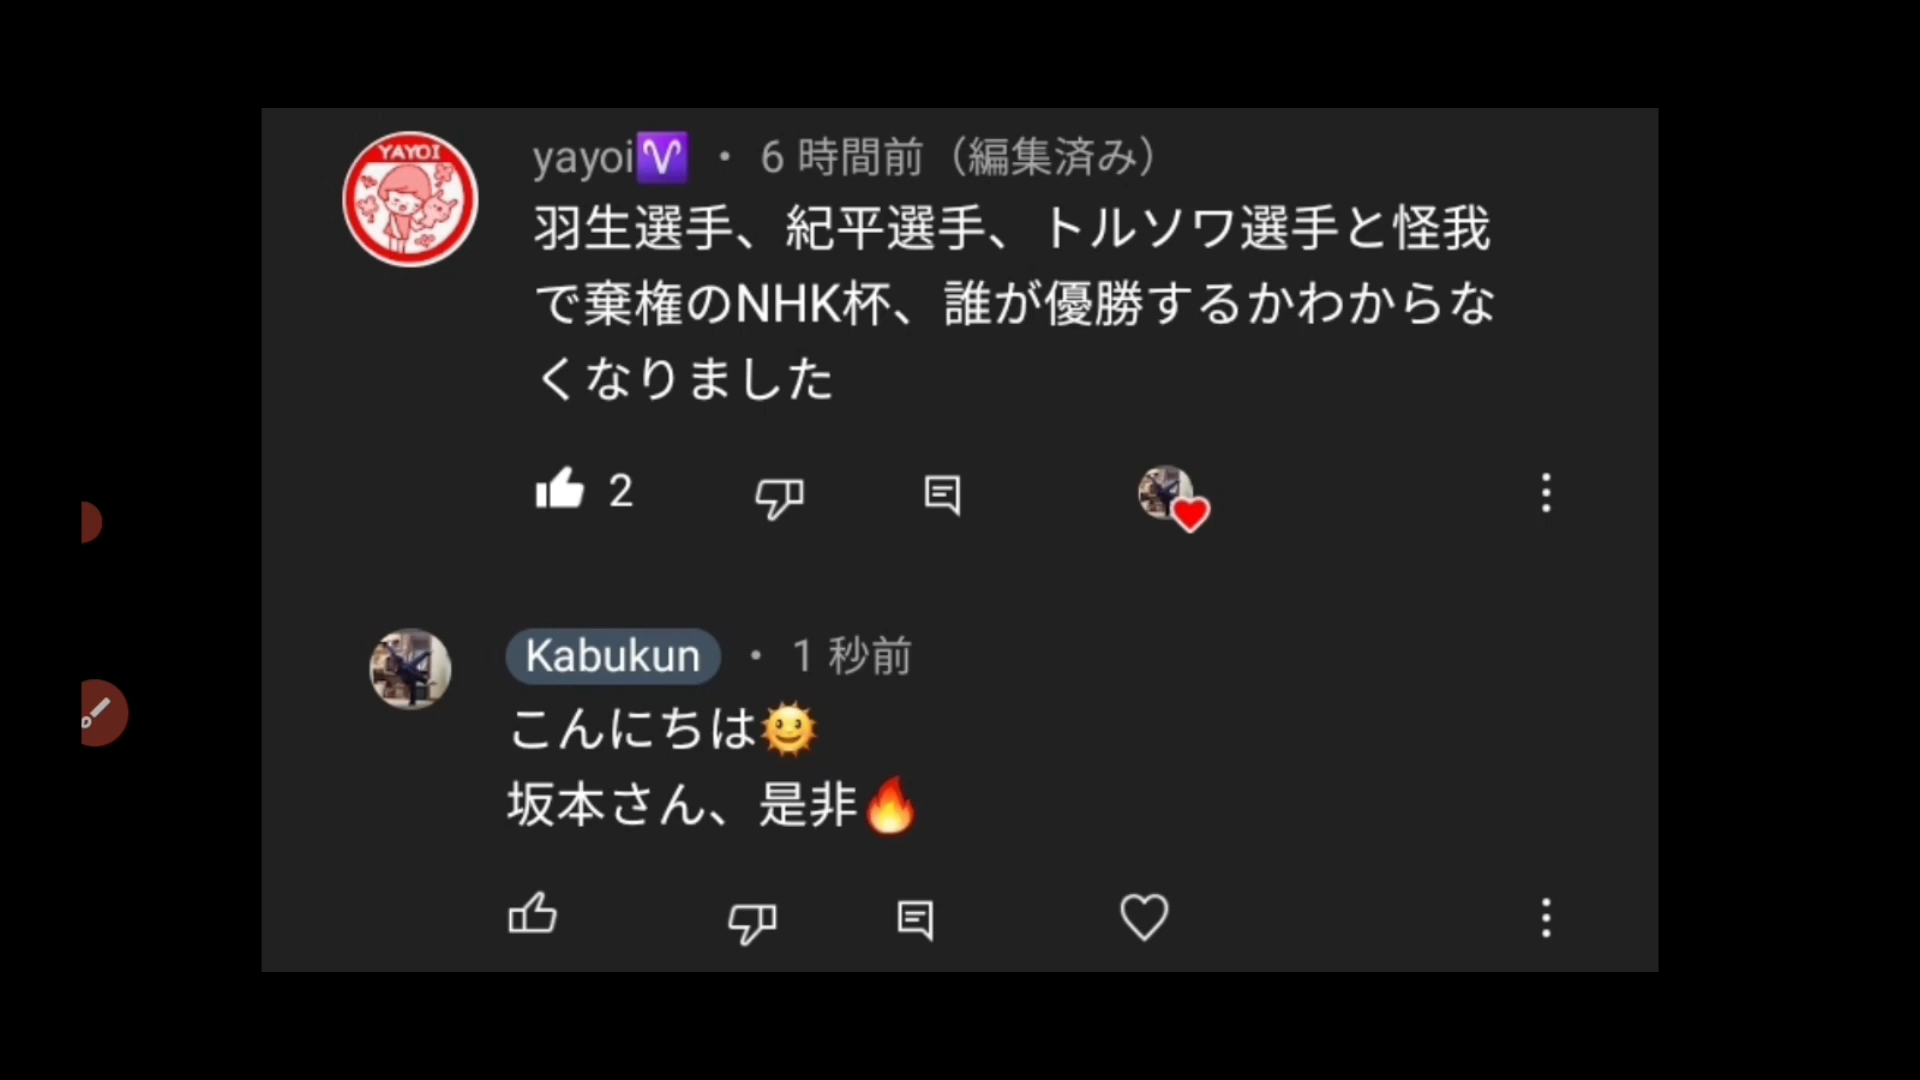 YAYOI
yayoi♈ ・ 6 時間前（編集済み）
羽生選手、紀平選手、トルソワ選手と怪我
で棄権のNHK杯、誰が優勝するかわからな
くなりました
2
Kabukun ・ 1 秒前
こんにちは🌞
坂本さん、是非🔥